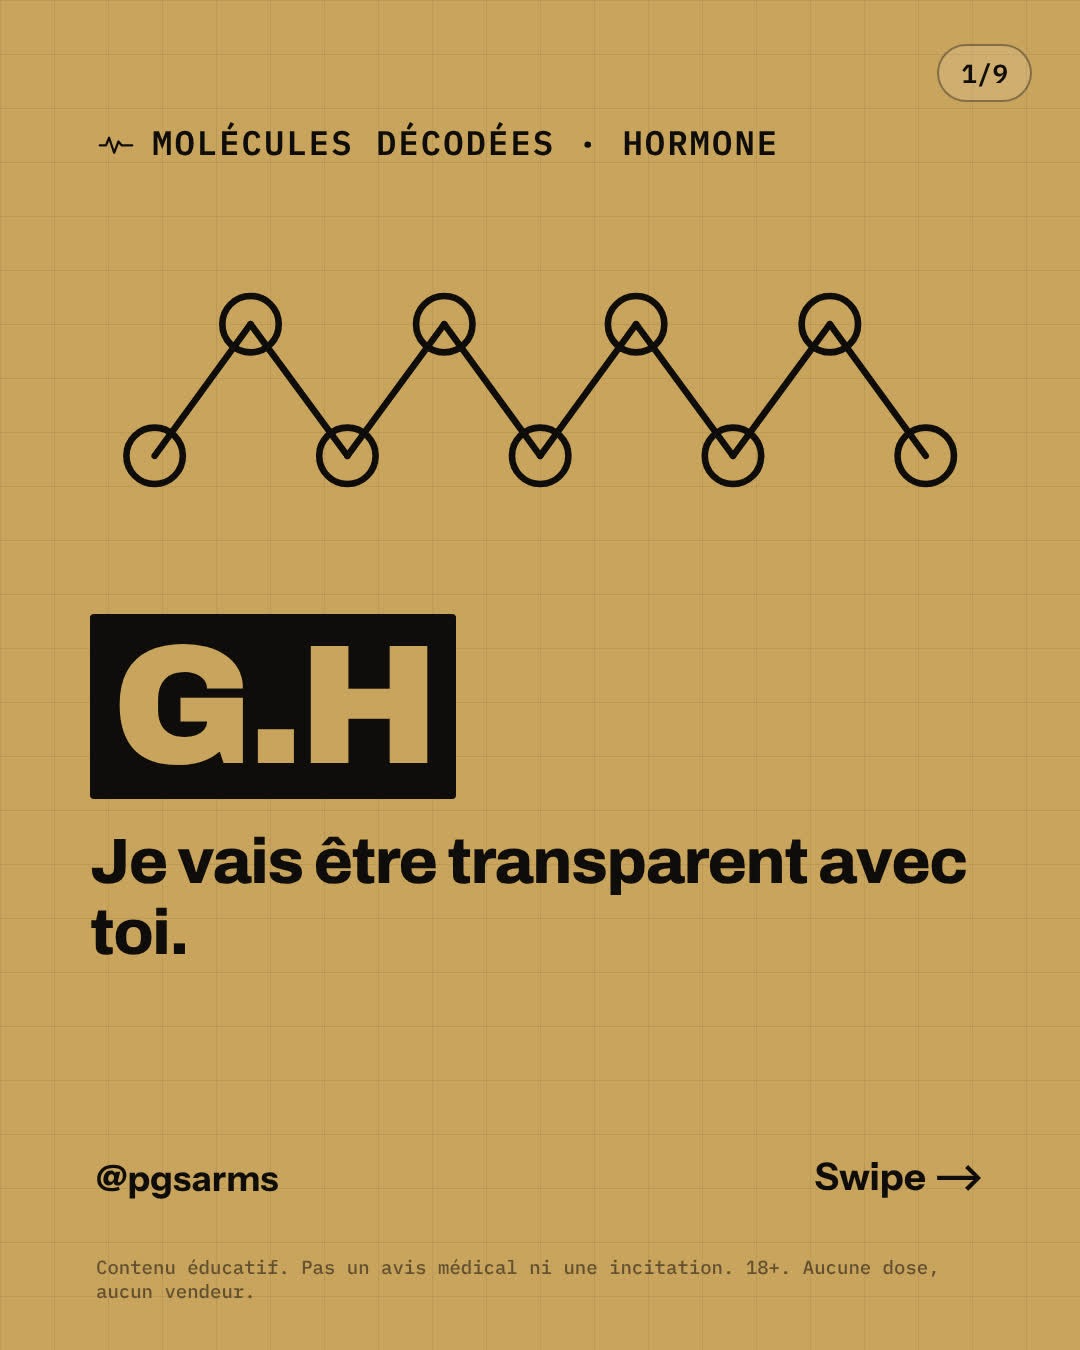 1/9
MOLÉCULES DÉCODÉES · HORMONE
G.H
Je vais être transparent avec
toi.
@pgsarms
Swipe →
Contenu éducatif. Pas un avis médical ni une incitation. 18+. Aucune dose,
aucun vendeur.